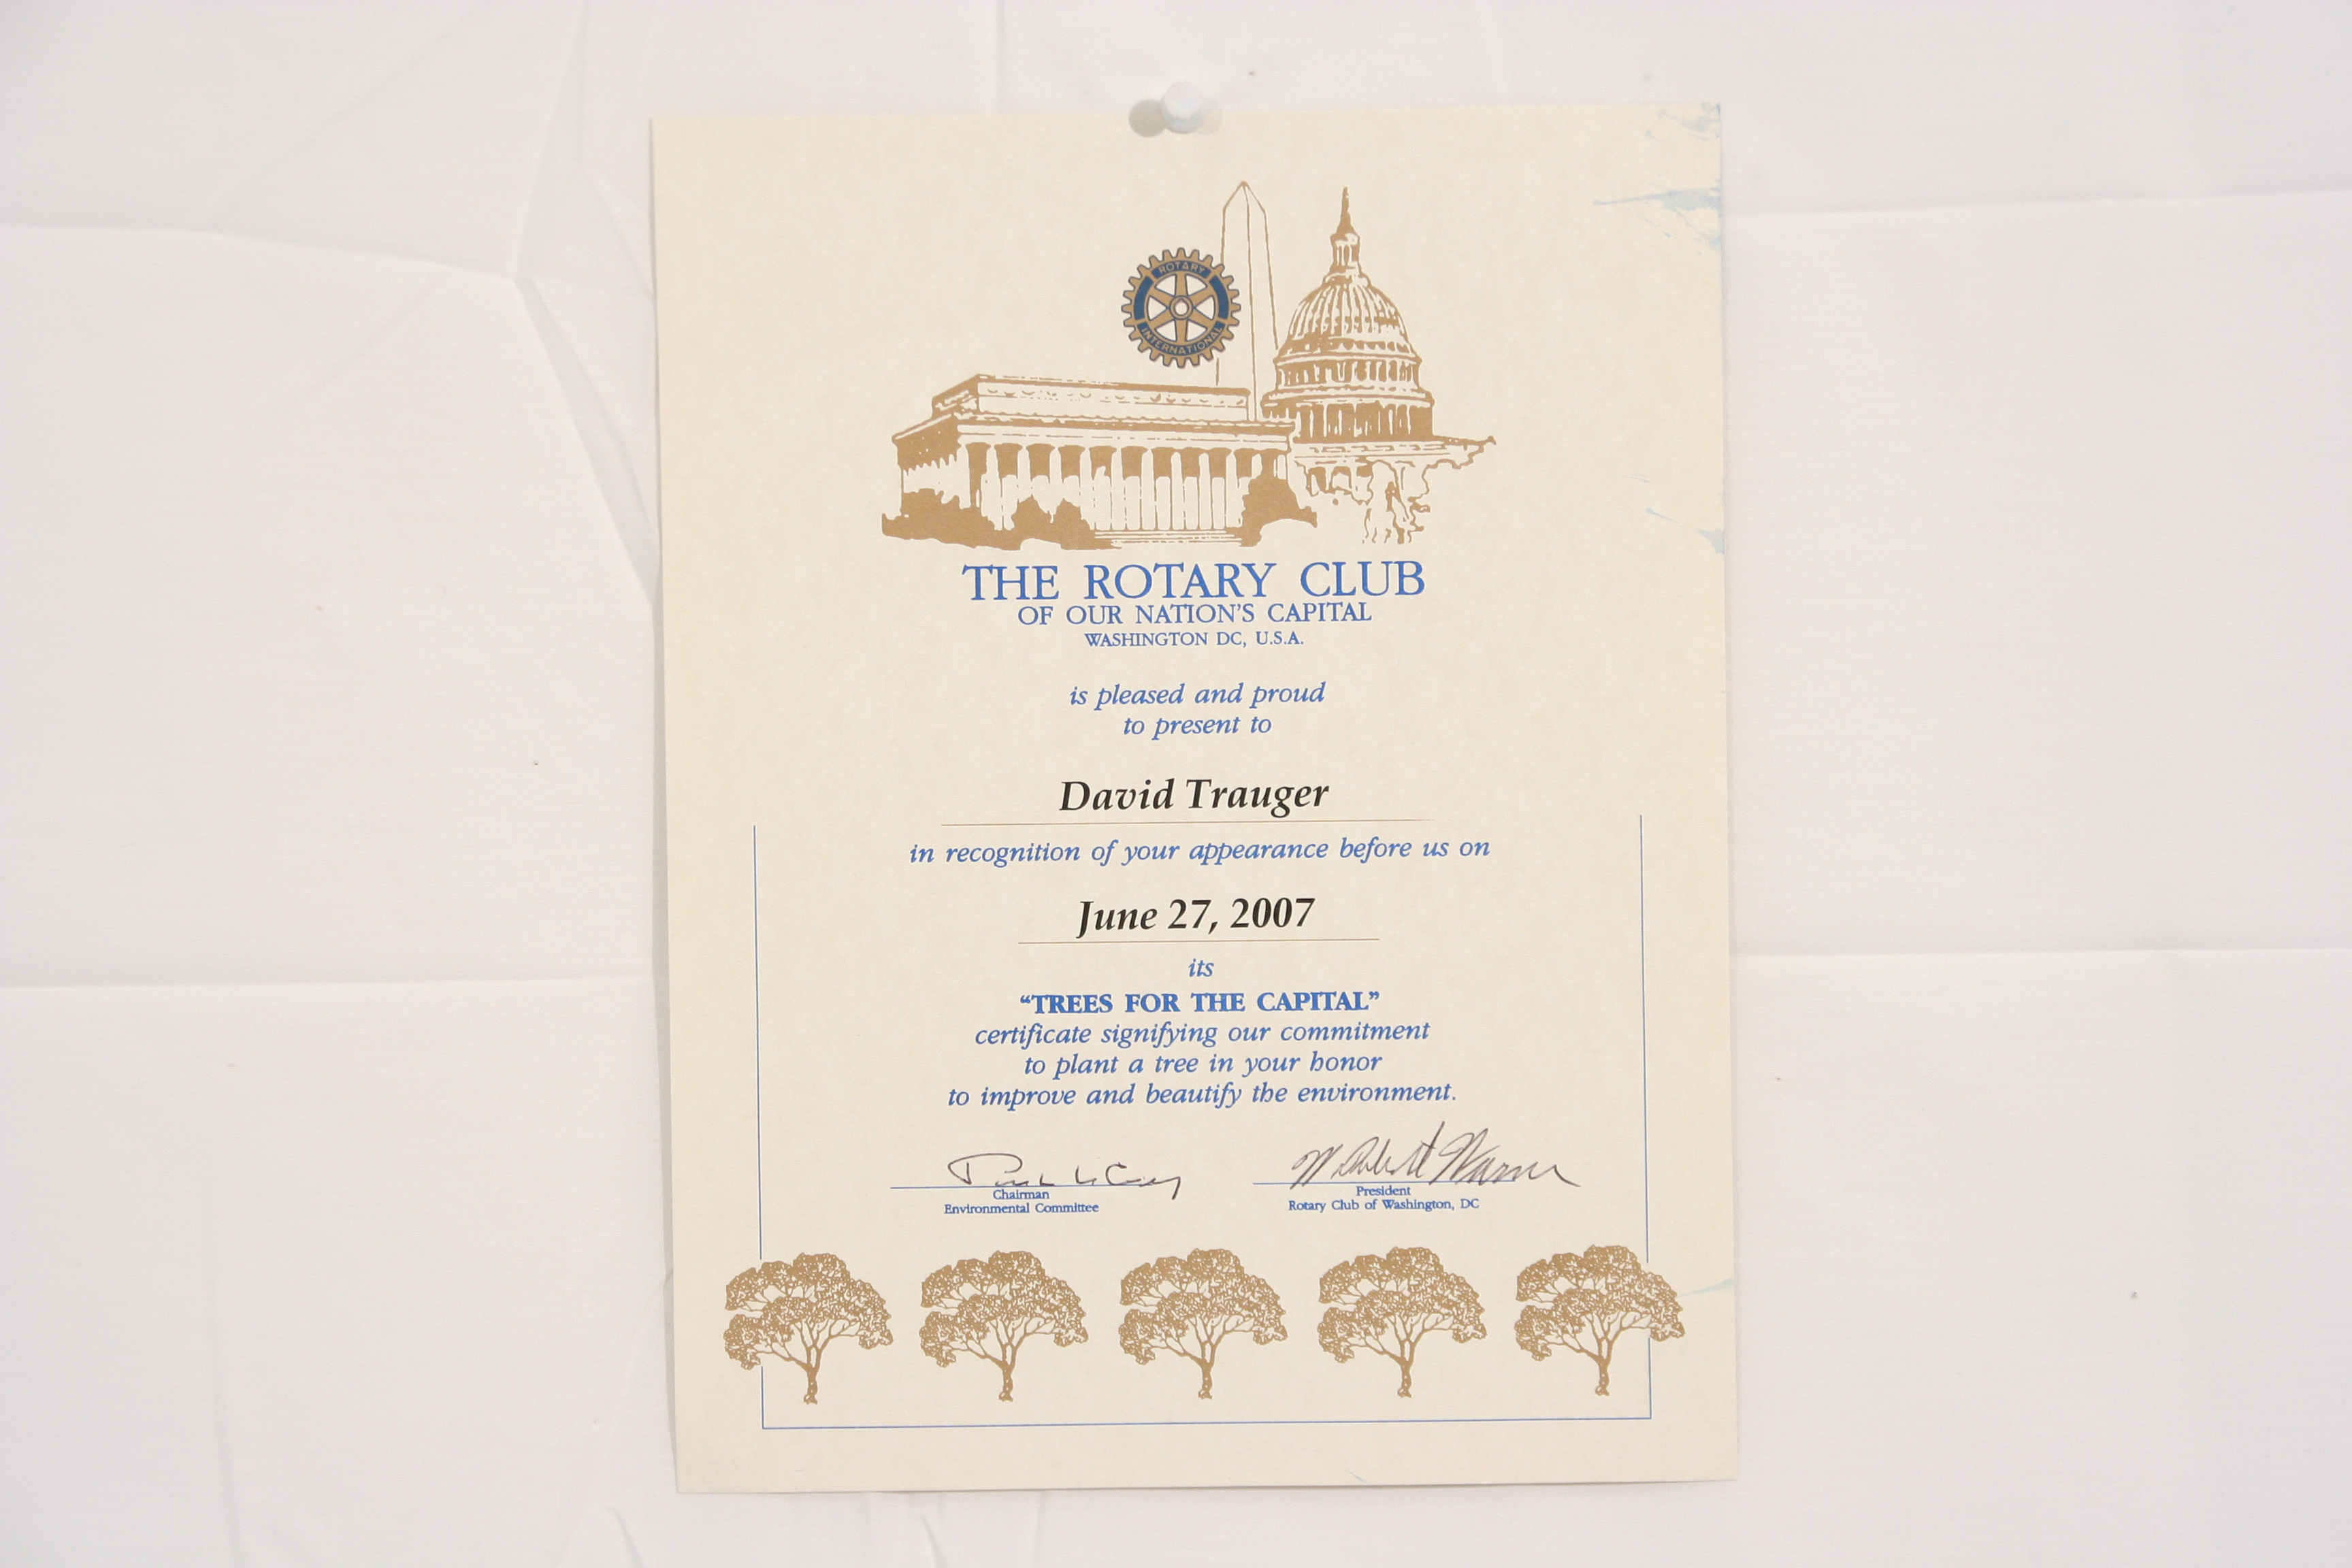 ROTARY
INTERNATIONAL
THE ROTARY CLUB
OF OUR NATION'S CAPITAL
WASHINGTON DC, U.S.A.
is pleased and proud
to present to
David Trauger
in recognition of your appearance before us on
June 27, 2007
its
“TREES FOR THE CAPITAL”
certificate signifying our commitment
to plant a tree in your honor
to improve and beautify the environment.
Chairman
Environmental Committee
President
Rotary Club of Washington, DC